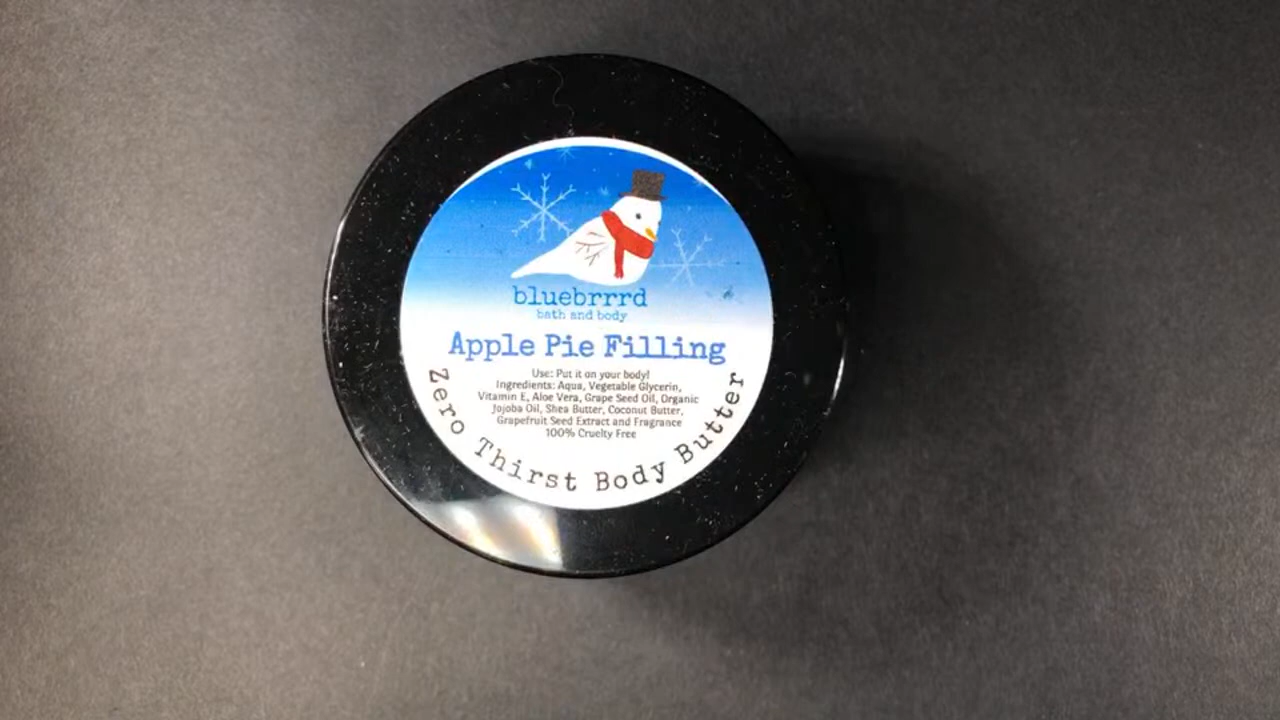 bluebrrrd
bath and body
Apple Pie Filling
Use: Put it on your body!
Ingredients: Aqua, Vegetable Glycerin,
Vitamin E, Aloe Vera, Grape Seed Oil, Organic
Jojoba Oil, Shea Butter, Coconut Butter,
Grapefruit Seed Extract and Fragrance
100% Cruelty Free
Zero Thirst Body Butter